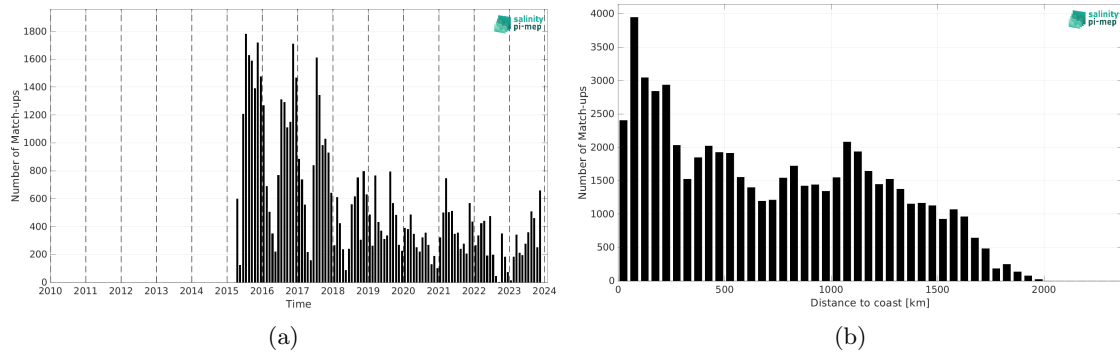 salinity
pi-mep
Number of Match-ups
1800
1600
1400
1200
1000
800
600
400
200
0
2010 2011 2012 2013 2014 2015 2016 2017 2018 2019 2020 2021 2022 2023 2024
Time
(a)
salinity
pi-mep
Number of Match-ups
4000
3500
3000
2500
2000
1500
1000
500
0
0 500 1000 1500 2000
Distance to coast [km]
(b)